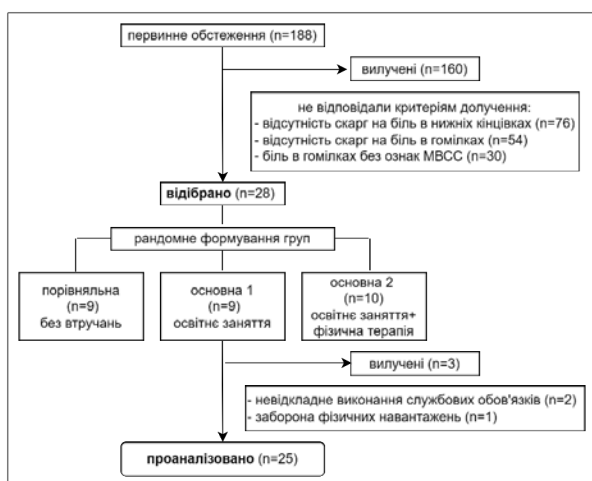 первинне обстеження (n=188)
вилучені (n=160)
не відповідали критеріям долучення:
- відсутність скарг на біль в нижніх кінцівках (n=76)
- відсутність скарг на біль в гомілках (n=54)
- біль в гомілках без ознак МВСС (n=30)
відібрано (n=28)
рандомне формування груп
порівняльна
(n=9)
без втручань
основна 1
(n=9)
освітнє заняття
основна 2
(n=10)
освітнє заняття+
фізична терапія
вилучені (n=3)
- невідкладне виконання службових обов'язків (n=2)
- заборона фізичних навантажень (n=1)
проаналізовано (n=25)